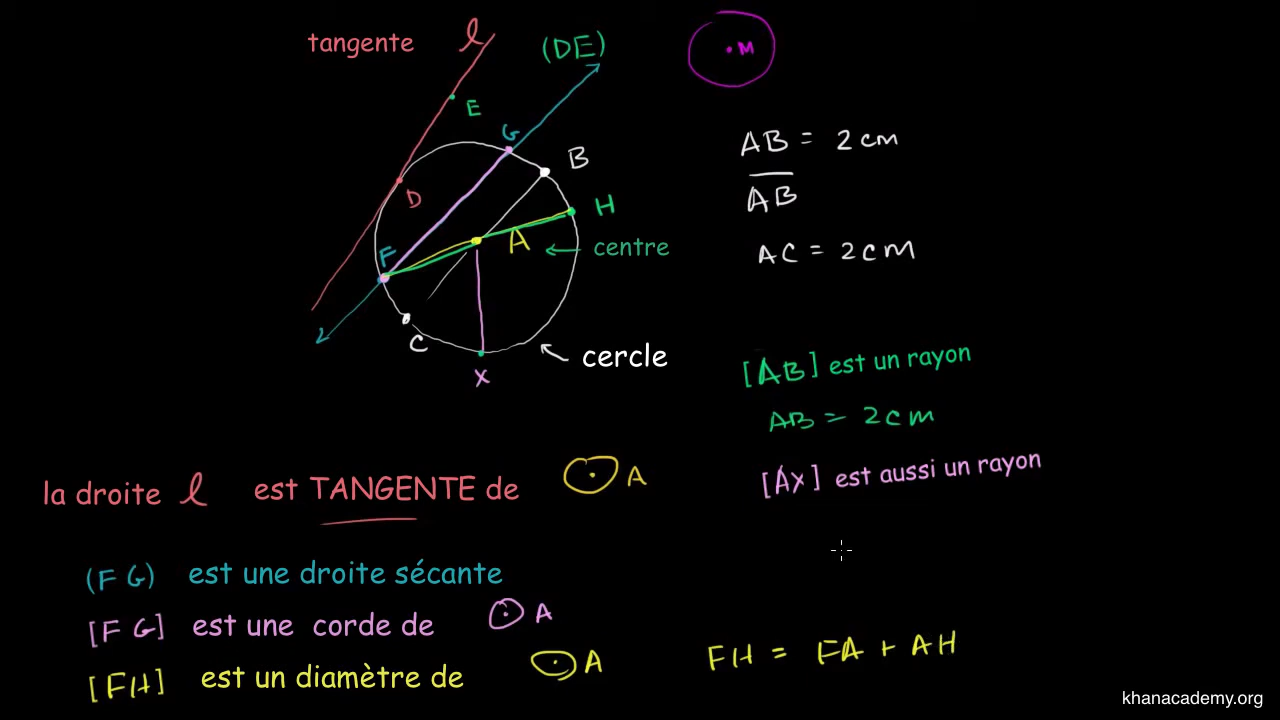 tangente ℓ
(DE)
M
E
G
B
D
H
F
A
centre
C
cercle
X
AB = 2 cm
AB
AC = 2 cm
[AB] est un rayon
AB = 2 cm
[AX] est aussi un rayon
la droite ℓ est TANGENTE de ⊙ A
(FG) est une droite sécante
[FG] est une corde de ⊙ A
[FH] est un diamètre de ⊙ A
FH = FA + AH
khanacademy.org